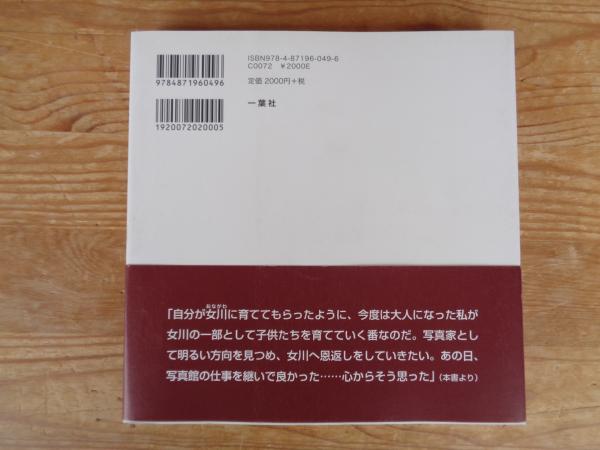 ISBN978-4-87196-049-6
C0072 ￥2000E
定価 2000円+税
一葉社
9784871960496
1920072020005
おながわ
「自分が女川に育ててもらったように、今度は大人になった私が
女川の一部として子供たちを育てていく番なのだ。写真家とし
て明るい方向を見つめ、女川へ恩返しをしていきたい。あの日、
写真館の仕事を継いで良かった……心からそう思った」（本書より）